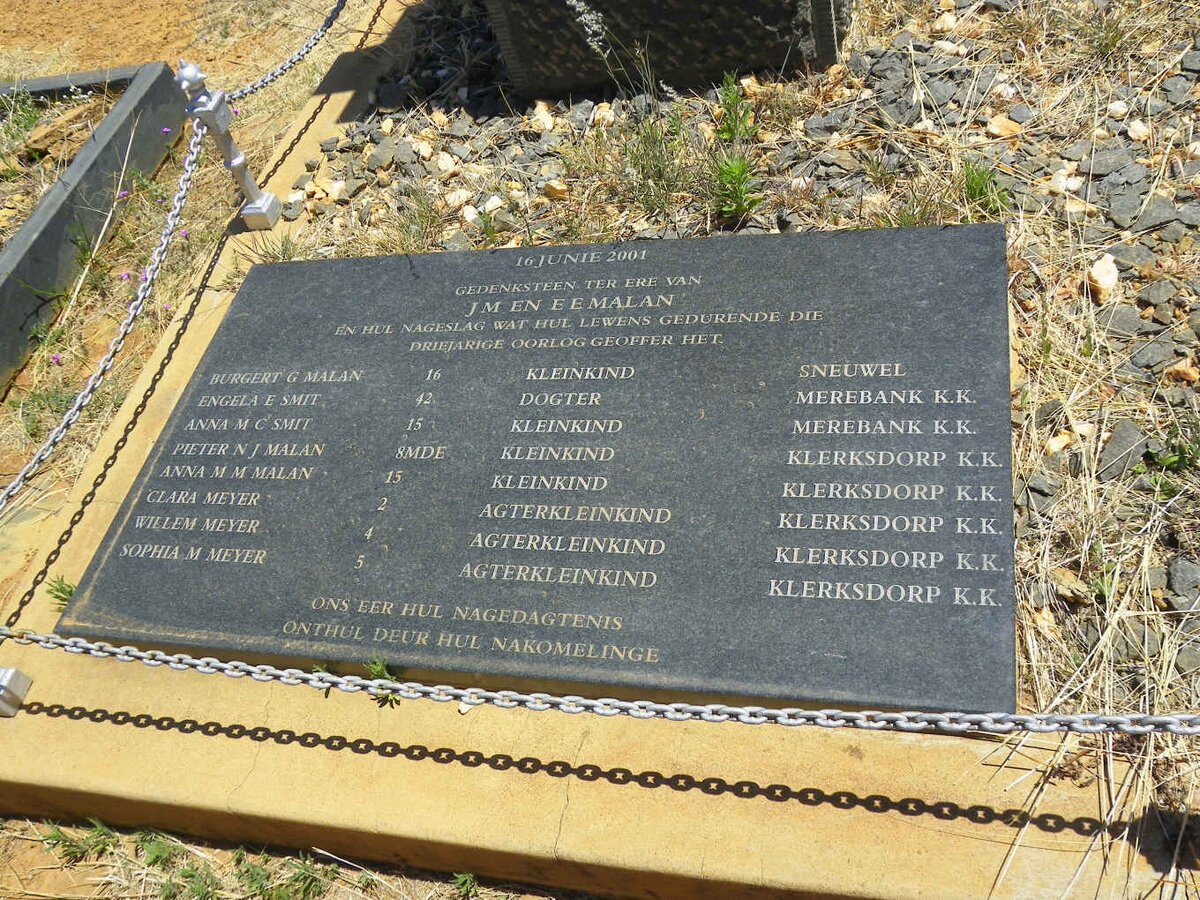 16 JUNIE 2001
GEDENKSTEEN TER ERE VAN
J M EN E E MALAN
EN HUL NAGESLAG WAT HUL LEWENS GEDURENDE DIE
DRIEJARIGE OORLOG GEOFFER HET.
BURGERT G MALAN 16 KLEINKIND SNEUWEL
ENGELA E SMIT 42 DOGTER MEREBANK K.K.
ANNA M C SMIT 15 KLEINKIND MEREBANK K.K.
PIETER N J MALAN 8MDE KLEINKIND KLERKSDORP K.K.
ANNA M M MALAN 15 KLEINKIND KLERKSDORP K.K.
CLARA MEYER 2 AGTERKLEINKIND KLERKSDORP K.K.
WILLEM MEYER 4 AGTERKLEINKIND KLERKSDORP K.K.
SOPHIA M MEYER 5 AGTERKLEINKIND KLERKSDORP K.K.
ONS EER HUL NAGEDAGTENIS
ONTHUL DEUR HUL NAKOMELINGE